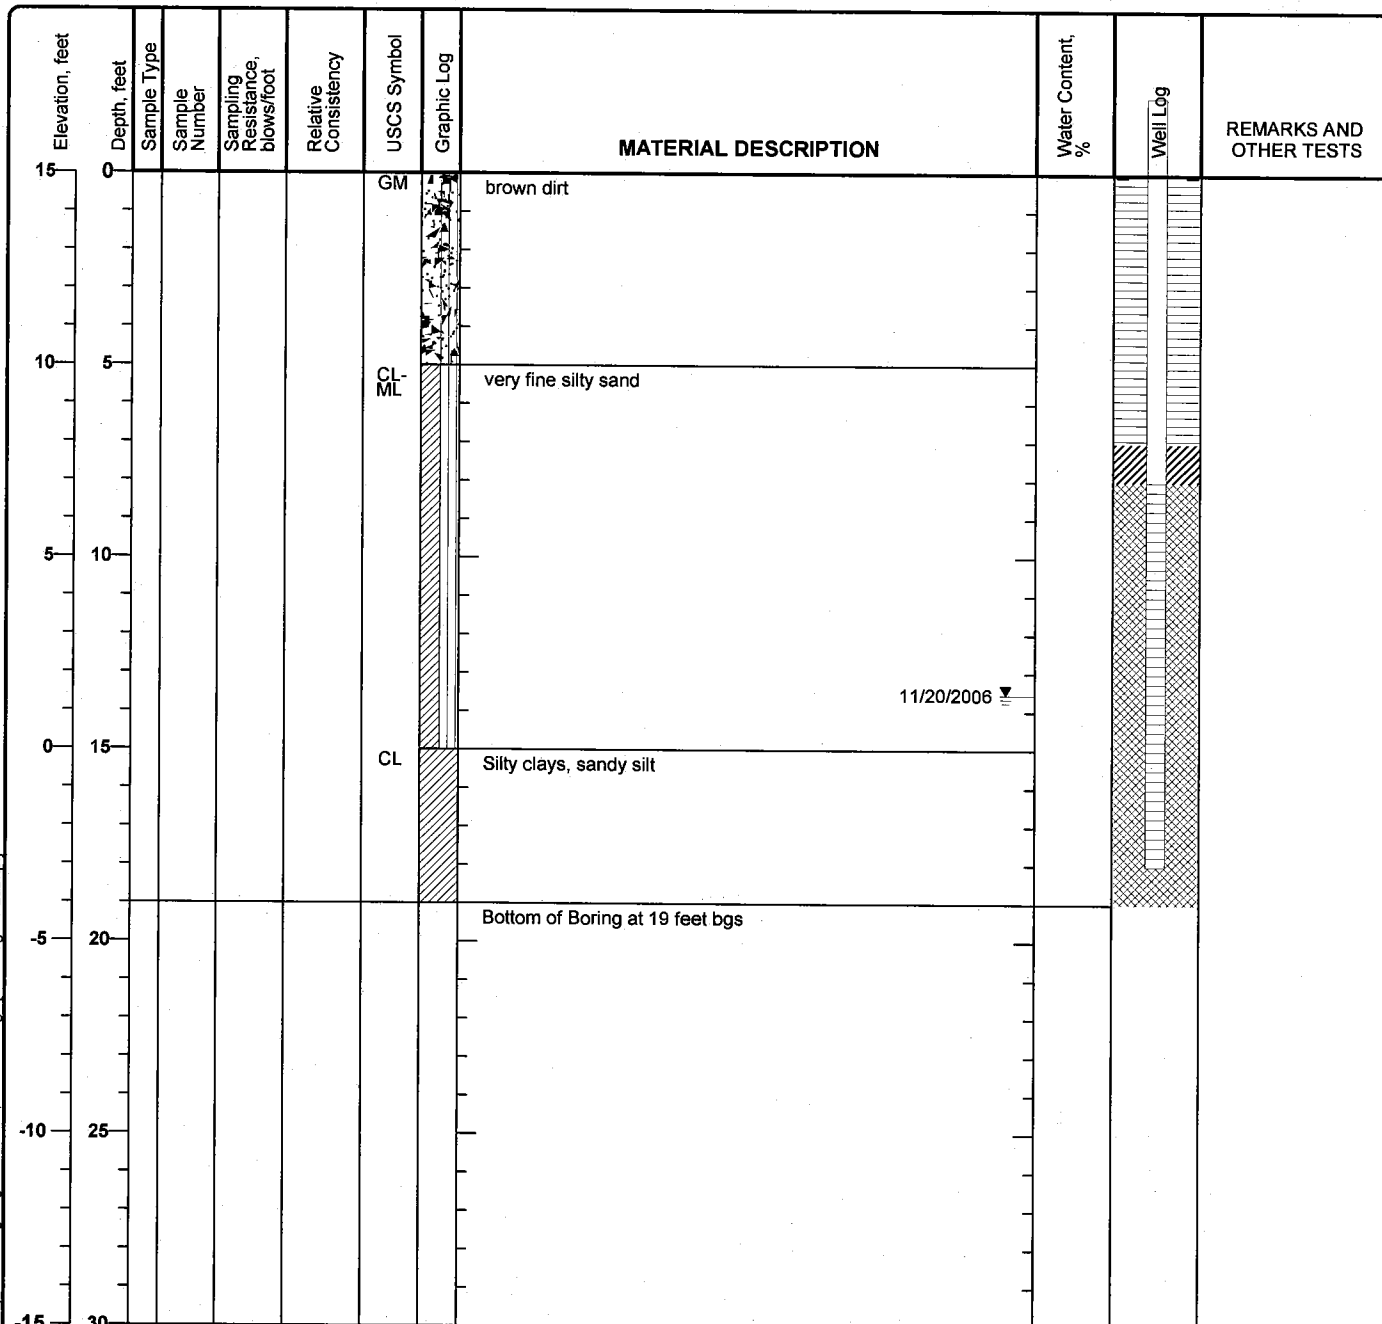 Elevation, feet
Depth, feet
Sample Type
Sample
Number
Sampling
Resistance,
blows/foot
Relative
Consistency
USCS Symbol
Graphic Log
MATERIAL DESCRIPTION
Water Content,
%
Well Log
REMARKS AND
OTHER TESTS
15 0
GM brown dirt
10 5
CL-
ML
very fine silty sand
5 10
11/20/2006
0 15
CL Silty clays, sandy silt
Bottom of Boring at 19 feet bgs
-5 20
-10 25
-15 30